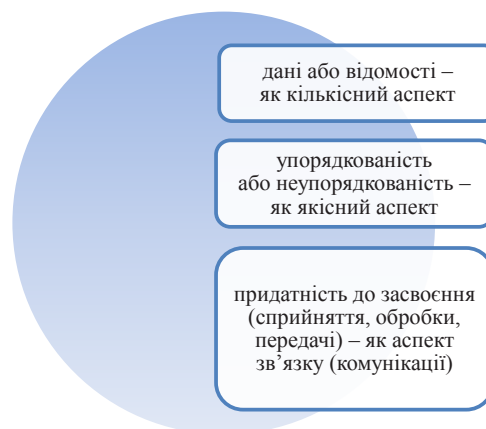 дані або відомості –
як кількісний аспект
упорядкованість
або неупорядкованість –
як якісний аспект
придатність до засвоєння
(сприйняття, обробки,
передачі) – як аспект
зв’язку (комунікації)